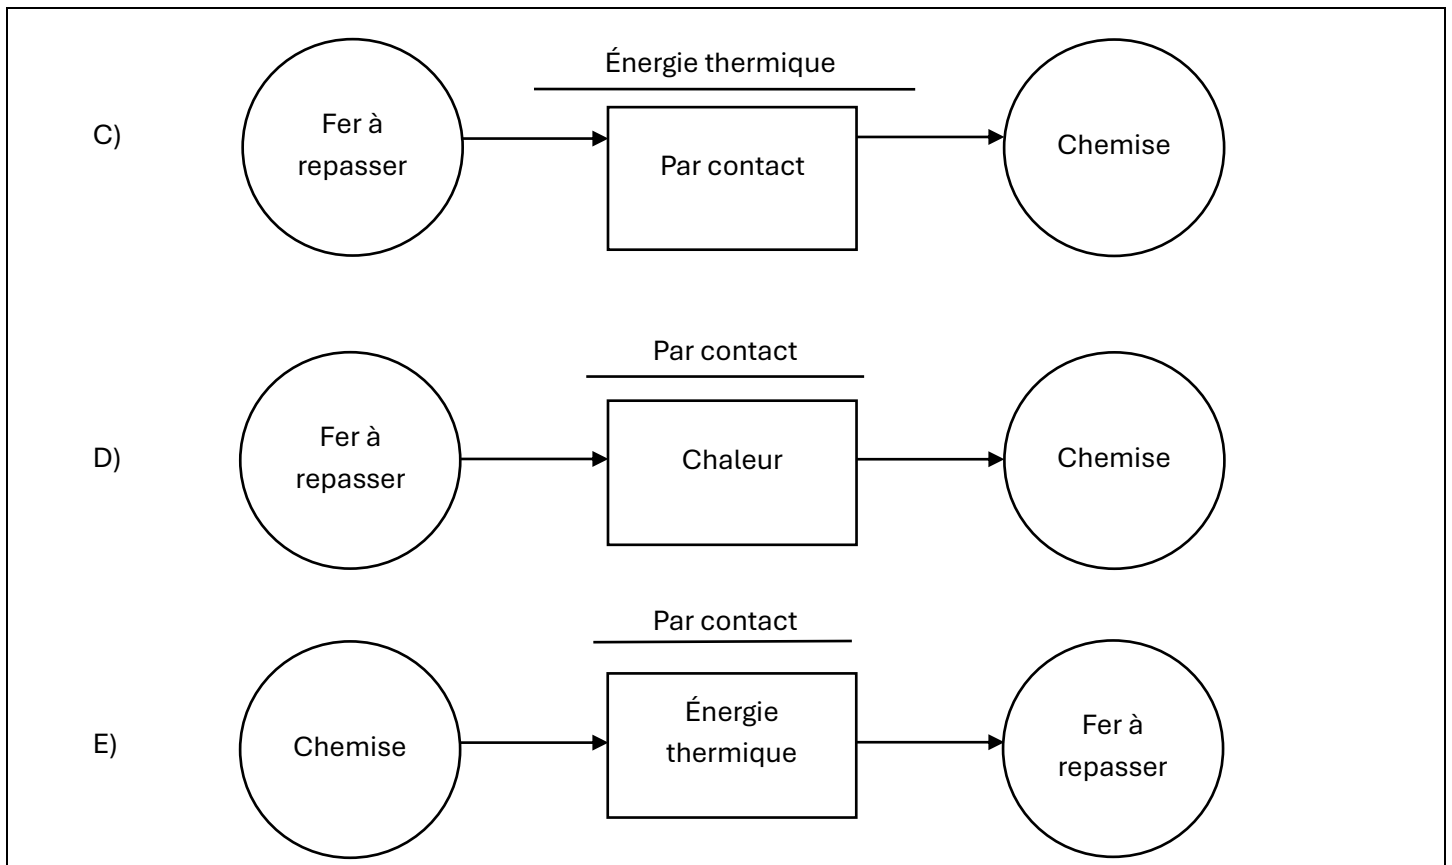 Énergie thermique
C)
Fer à
repasser
Par contact
Chemise
Par contact
D)
Fer à
repasser
Chaleur
Chemise
Par contact
E)
Chemise
Énergie
thermique
Fer à
repasser